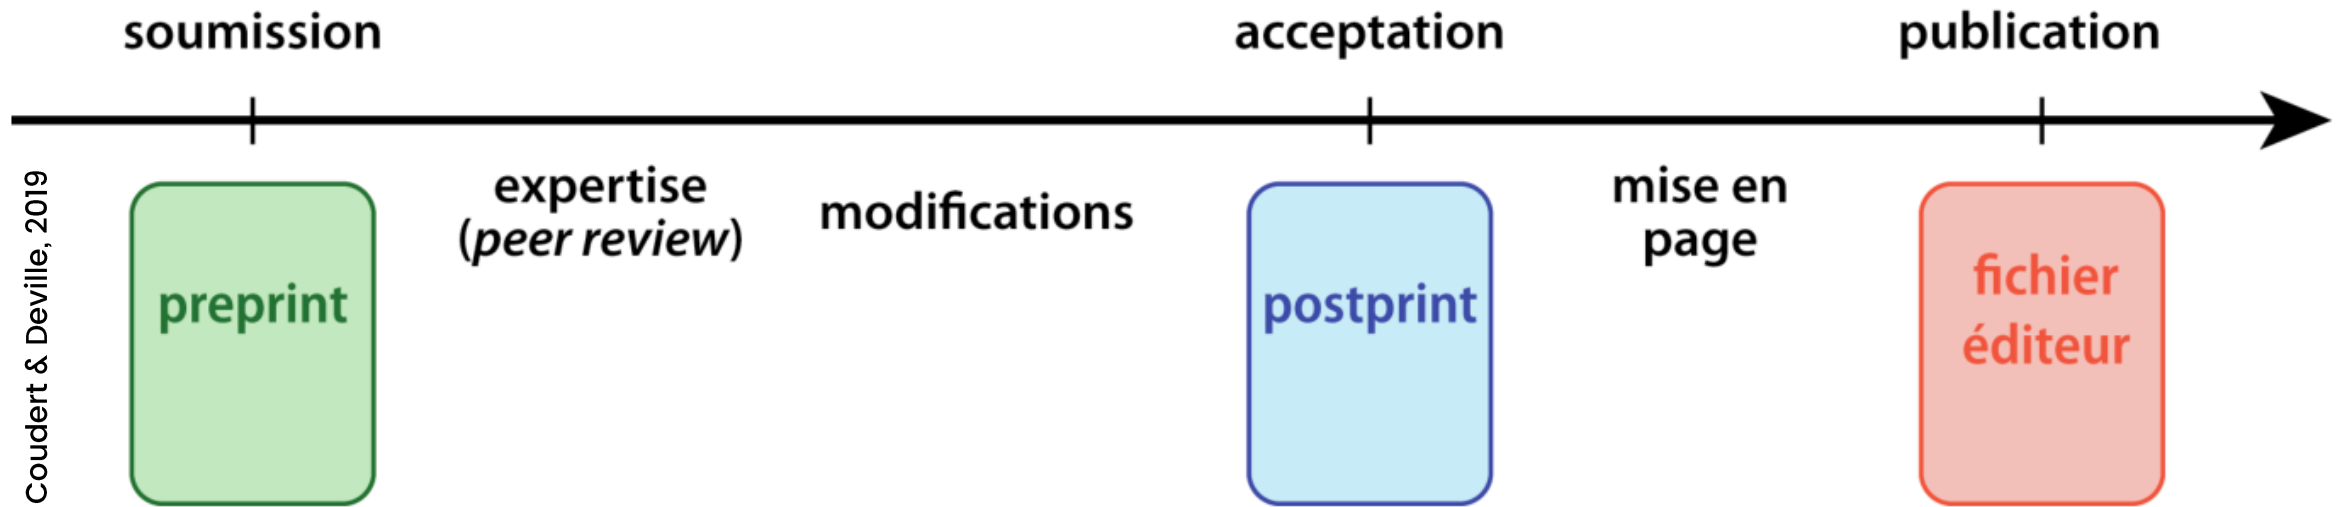 soumission
acceptation
publication
expertise
(peer review)
modifications
mise en
page
preprint
postprint
fichier
éditeur
Coudert & Deville, 2019